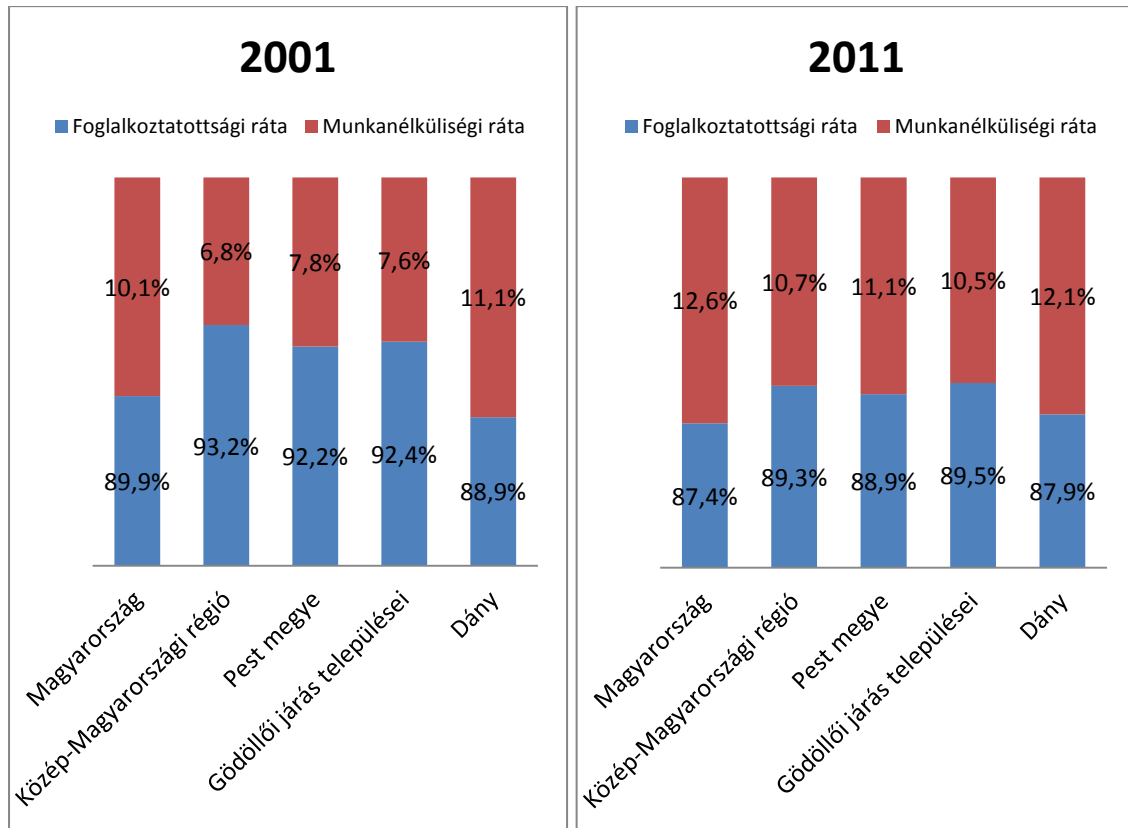 2001
Foglalkoztatottsági ráta Munkanélküliségi ráta
10,1% 6,8% 7,8% 7,6% 11,1%
89,9% 93,2% 92,2% 92,4% 88,9%
Magyarország
Közép-Magyarországi régió
Pest megye
Gödöllői járás települései
Dány
2011
Foglalkoztatottsági ráta Munkanélküliségi ráta
12,6% 10,7% 11,1% 10,5% 12,1%
87,4% 89,3% 88,9% 89,5% 87,9%
Magyarország
Közép-Magyarországi régió
Pest megye
Gödöllői járás települései
Dány